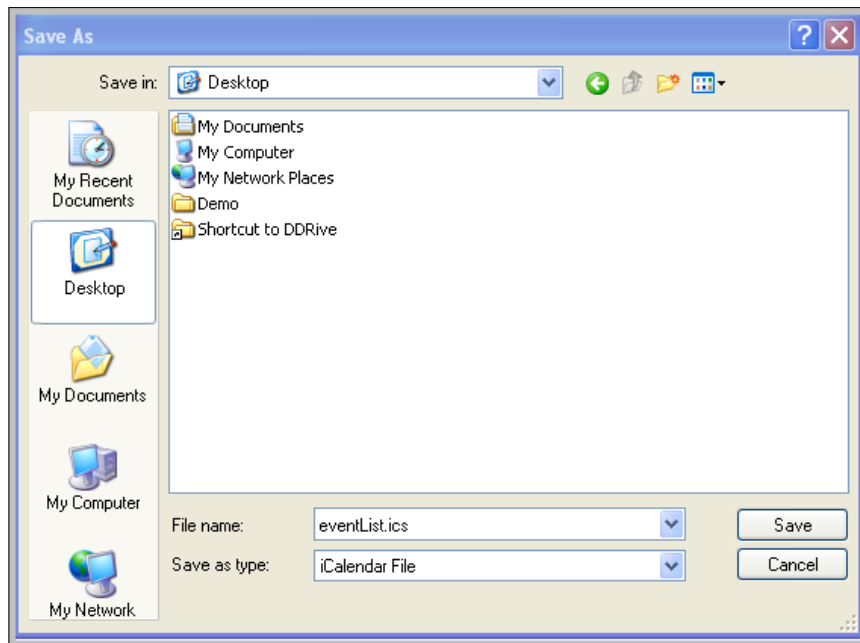 Save As
Save in:
Desktop
My Recent
Documents
Desktop
My Documents
My Computer
My Network
My Documents
My Computer
My Network Places
Demo
Shortcut to DDRive
File name:
eventList.ics
Save
Save as type:
iCalendar File
Cancel